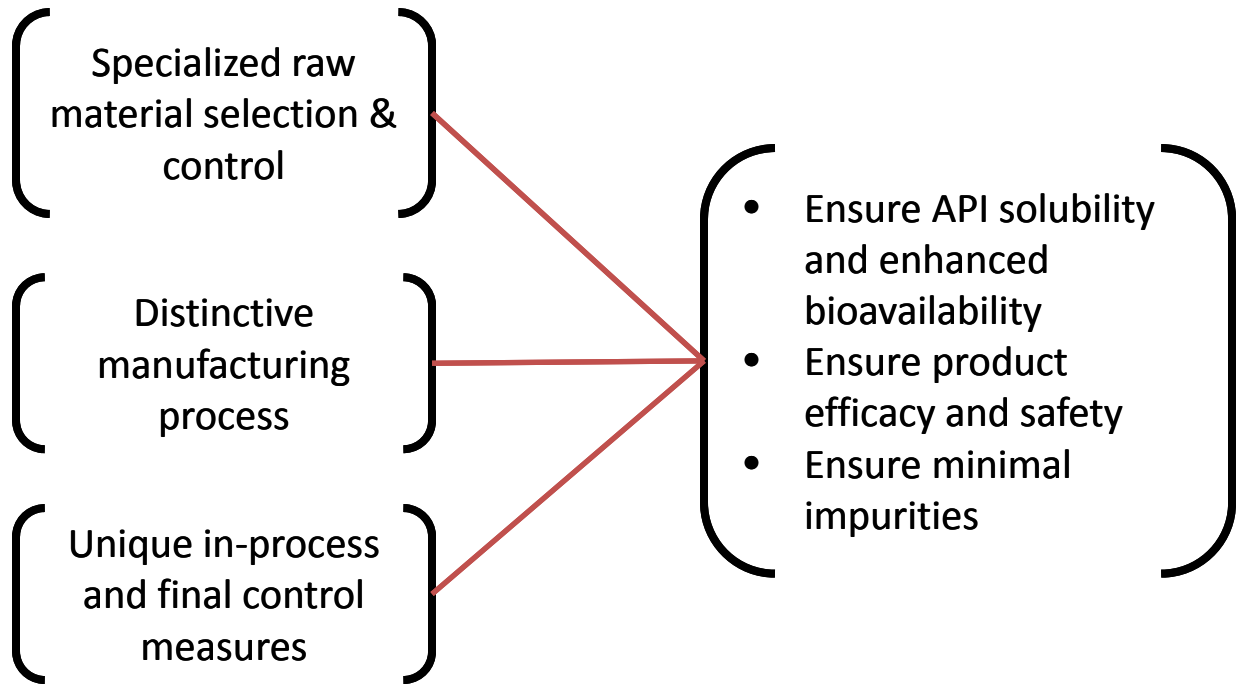 Specialized raw
material selection &
control
Distinctive
manufacturing
process
Unique in-process
and final control
measures
• Ensure API solubility
and enhanced
bioavailability
• Ensure product
efficacy and safety
• Ensure minimal
impurities